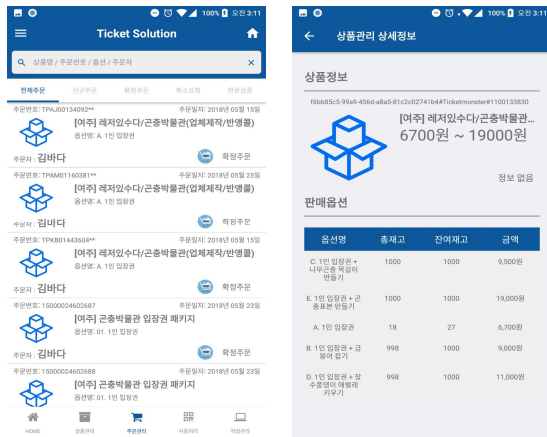 100% 오전 3:11
Ticket Solution
상품명 / 주문번호 / 옵션 / 주문자
전체주문 신규주문 확정주문 취소요청 완료상품
주문번호: TPAJ00134092** 주문일자: 2018년 05월 15일
[여주] 레저있수다/곤충박물관(업체제작/반앵콜)
옵션명: A. 1인 입장권
주문자 : 김바다 확정주문
주문번호: TPAM01160381** 주문일자: 2018년 05월 25일
[여주] 레저있수다/곤충박물관(업체제작/반앵콜)
옵션명: A. 1인 입장권
주문자 : 김바다 확정주문
주문번호: TPKB01443604** 주문일자: 2018년 05월 15일
[여주] 레저있수다/곤충박물관(업체제작/반앵콜)
옵션명: A. 1인 입장권
주문자 : 김바다 확정주문
주문번호: 15000024602687 주문일자: 2018년 05월 23일
[여주] 곤충박물관 입장권 패키지
옵션명: 01. 1인 입장권
주문자 : 김바다 확정주문
주문번호: 15000024602688 주문일자: 2018년 05월 23일
[여주] 곤충박물관 입장권 패키지
옵션명: 01. 1인 입장권
HOME 상품관리 주문관리 사용처리 작업관리
100% 오전 3:11
상품관리 상세정보
상품정보
f6bb85c5-99a9-456d-a8a5-81c2c02741b4#Ticketmonster#1100133830
[여주] 레저있수다/곤충박물관...
6700원 ~ 19000원
정보 없음
판매옵션
옵션명 총재고 잔여재고 금액
C. 1인 입장권 + 나무곤충 목걸이 만들기 1000 1000 9,500원
E. 1인 입장권 + 곤충표본 만들기 1000 1000 19,000원
A. 1인 입장권 18 27 6,700원
B. 1인 입장권 + 금붕어 잡기 998 1000 9,000원
D. 1인 입장권 + 장수풍뎅이 애벌레 키우기 998 1000 11,000원